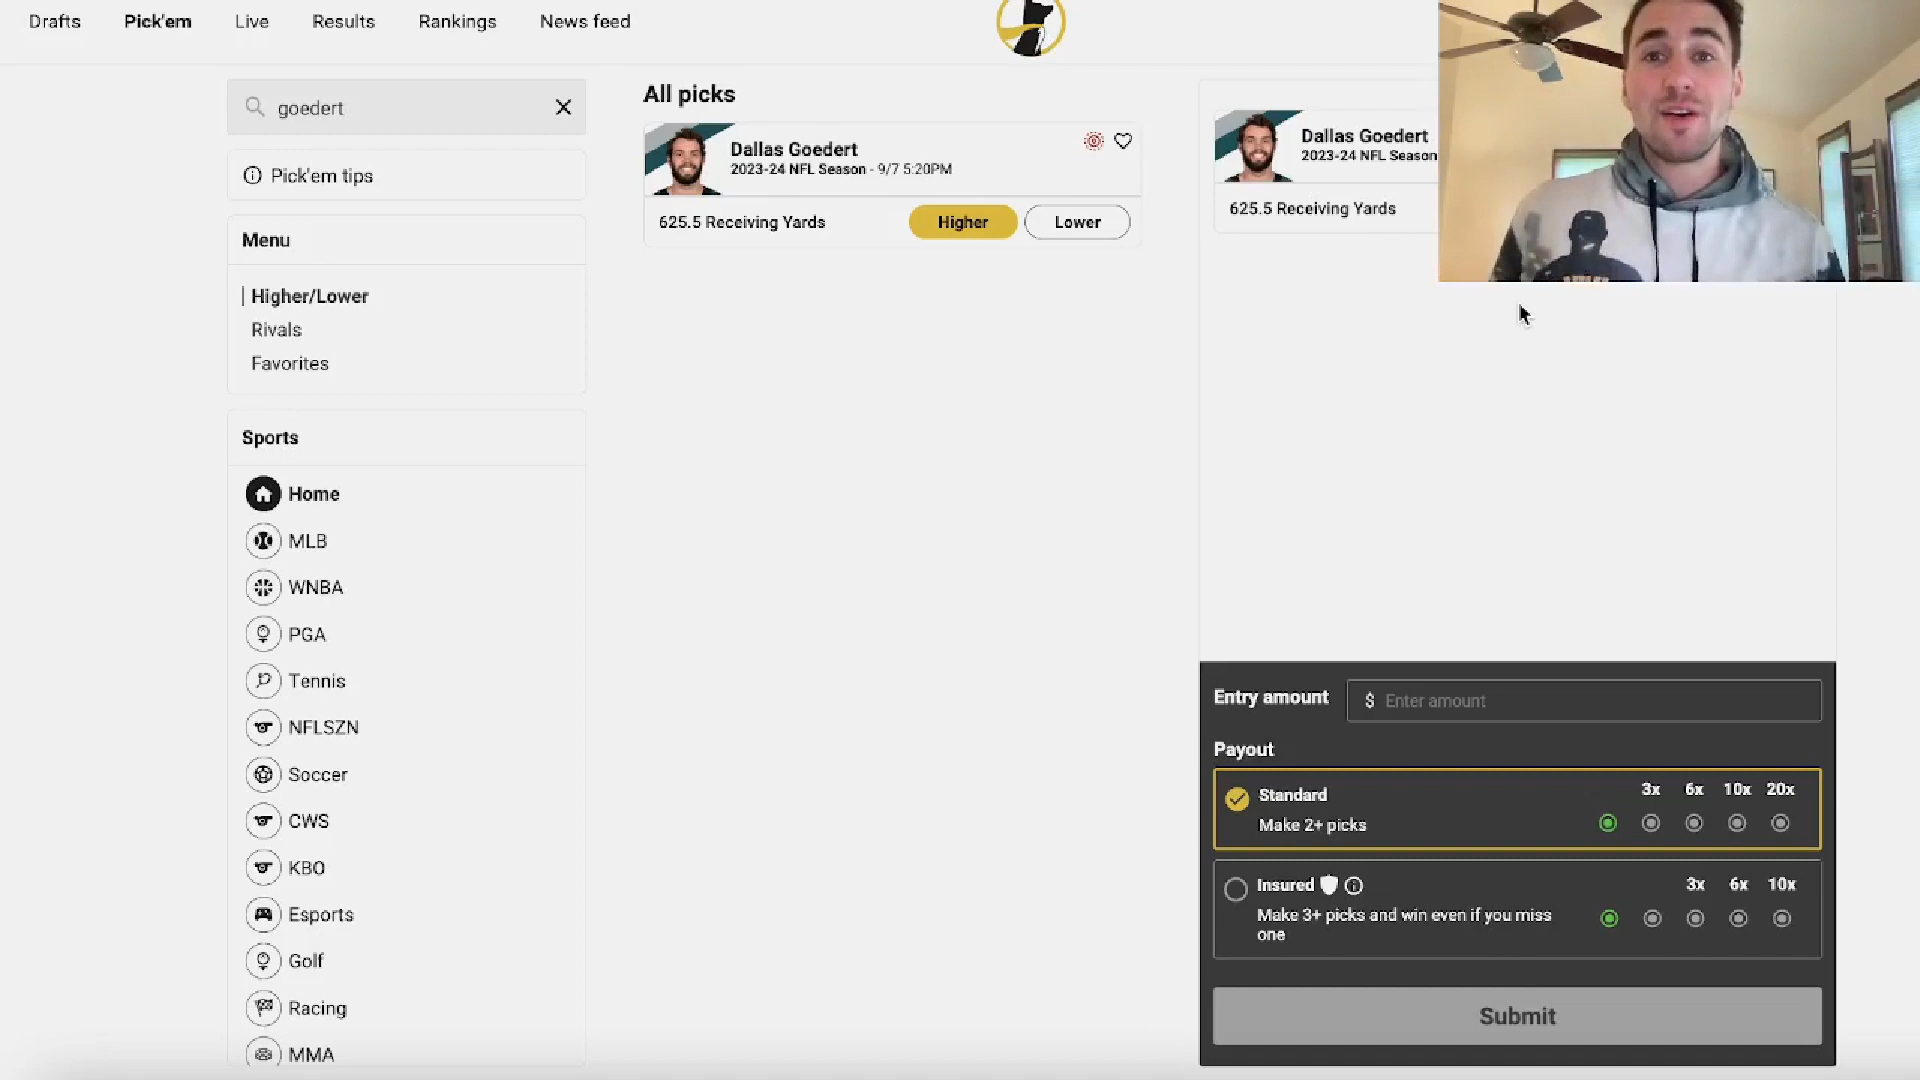 Drafts
Pick'em
Live
Results
Rankings
News feed
goedert
Pick'em tips
Menu
Higher/Lower
Rivals
Favorites
Sports
Home
MLB
WNBA
PGA
Tennis
NFLSZN
Soccer
CWS
KBO
Esports
Golf
Racing
MMA
All picks
Dallas Goedert
2023-24 NFL Season - 9/7 5:20PM
625.5 Receiving Yards
Higher
Lower
Dallas Goedert
2023-24 NFL Season
625.5 Receiving Yards
Entry amount
$ Enter amount
Payout
Standard
Make 2+ picks
3x 6x 10x 20x
Insured
Make 3+ picks and win even if you miss
one
3x 6x 10x
Submit